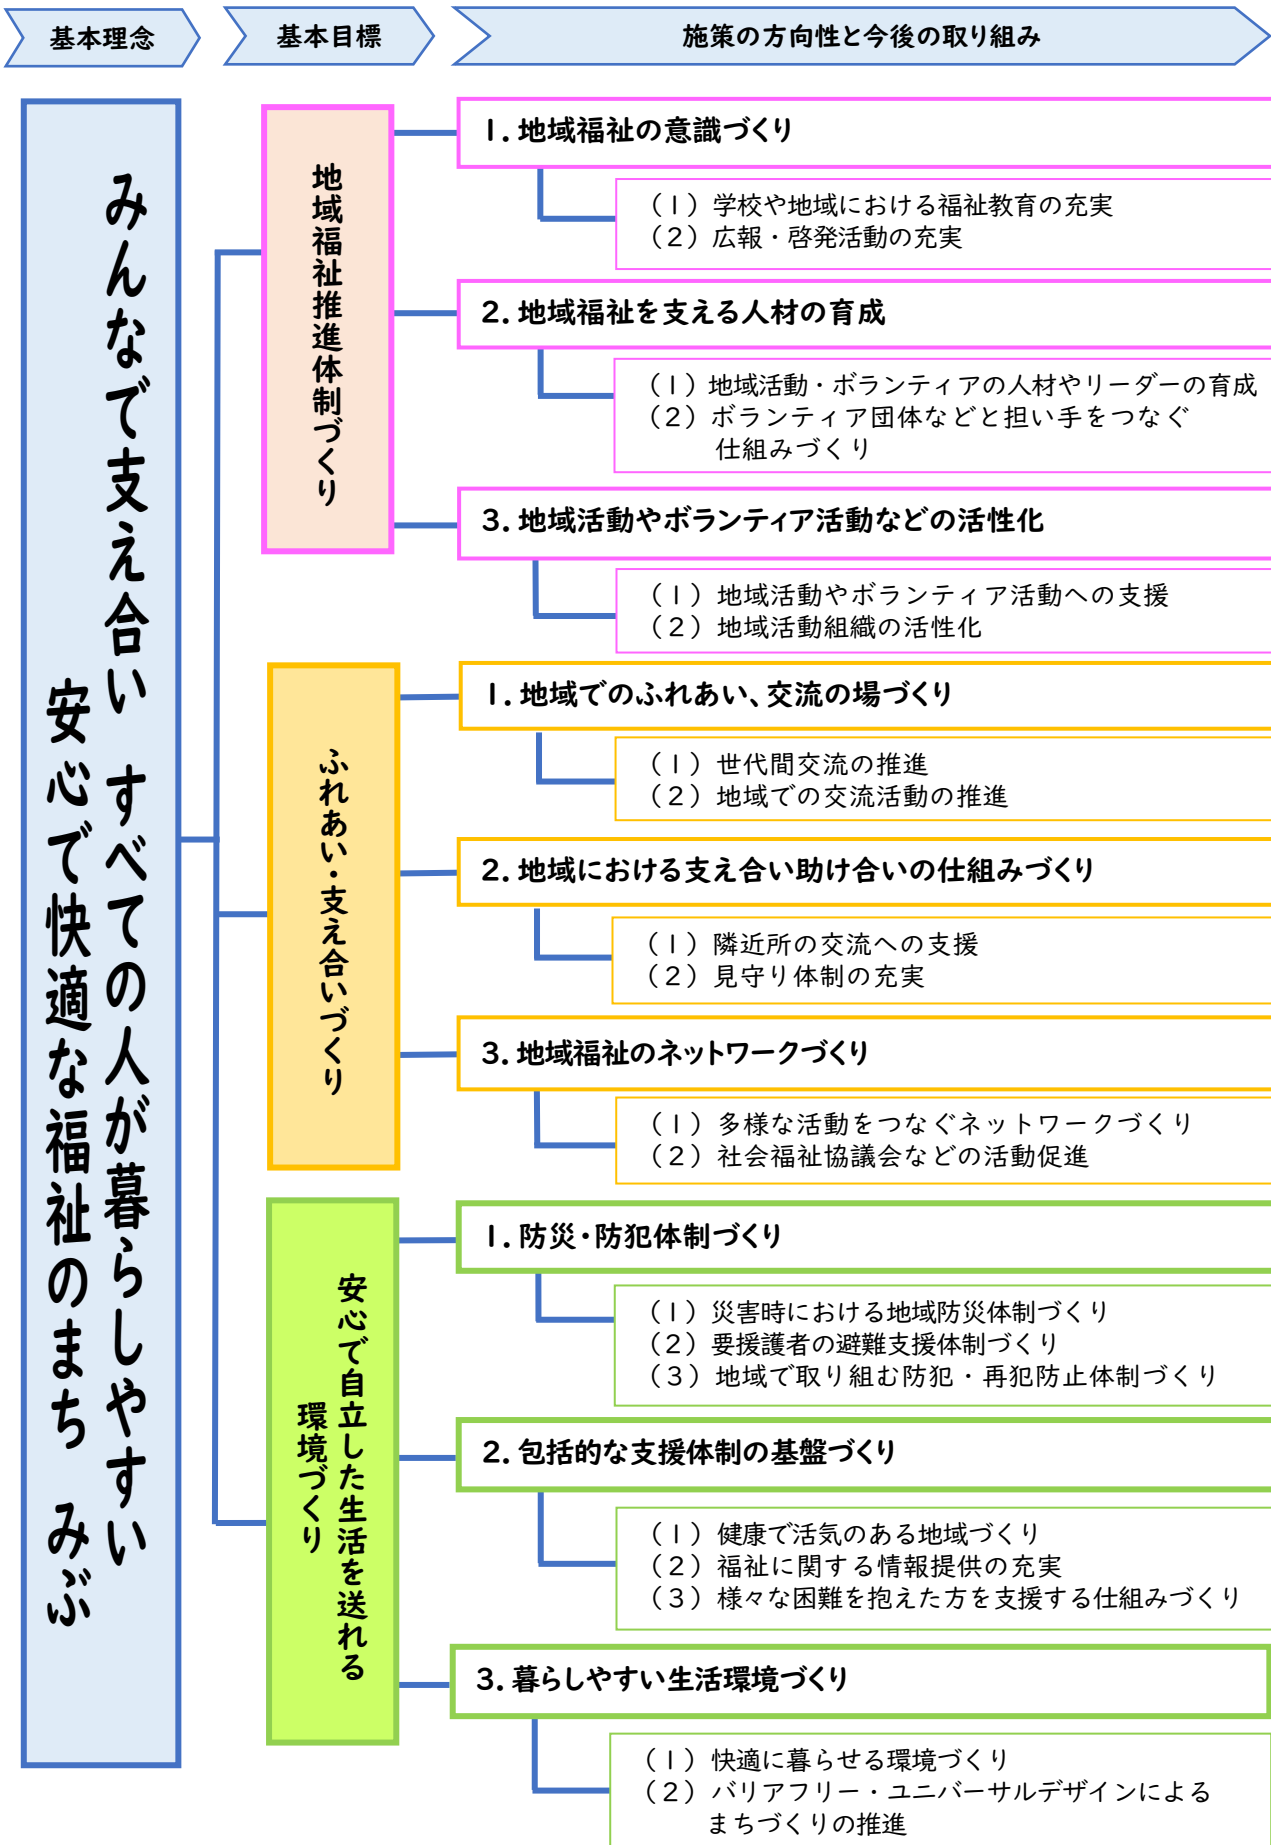 基本理念
基本目標
施策の方向性と今後の取り組み
みんなで支え合い　すべての人が暮らしやすい
安心で快適な福祉のまち　みぶ
地域福祉推進体制づくり
1．地域福祉の意識づくり
（1）学校や地域における福祉教育の充実
（2）広報・啓発活動の充実
2．地域福祉を支える人材の育成
（1）地域活動・ボランティアの人材やリーダーの育成
（2）ボランティア団体などと担い手をつなぐ
仕組みづくり
3．地域活動やボランティア活動などの活性化
（1）地域活動やボランティア活動への支援
（2）地域活動組織の活性化
ふれあい・支え合いづくり
1．地域でのふれあい、交流の場づくり
（1）世代間交流の推進
（2）地域での交流活動の推進
2．地域における支え合い助け合いの仕組みづくり
（1）隣近所の交流への支援
（2）見守り体制の充実
3．地域福祉のネットワークづくり
（1）多様な活動をつなぐネットワークづくり
（2）社会福祉協議会などの活動促進
安心で自立した生活を送れる
環境づくり
1．防災・防犯体制づくり
（1）災害時における地域防災体制づくり
（2）要援護者の避難支援体制づくり
（3）地域で取り組む防犯・再犯防止体制づくり
2．包括的な支援体制の基盤づくり
（1）健康で活気のある地域づくり
（2）福祉に関する情報提供の充実
（3）様々な困難を抱えた方を支援する仕組みづくり
3．暮らしやすい生活環境づくり
（1）快適に暮らせる環境づくり
（2）バリアフリー・ユニバーサルデザインによる
まちづくりの推進